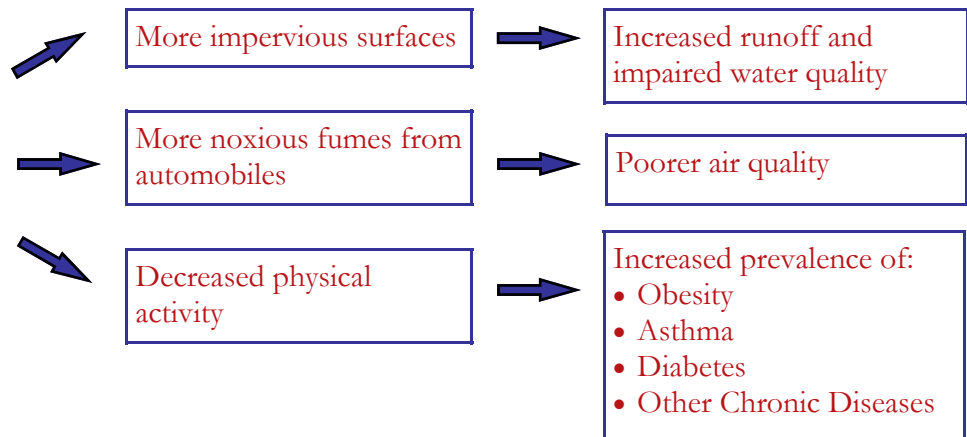 More impervious surfaces
Increased runoff and
impaired water quality
More noxious fumes from
automobiles
Poorer air quality
Decreased physical
activity
Increased prevalence of:
• Obesity
• Asthma
• Diabetes
• Other Chronic Diseases